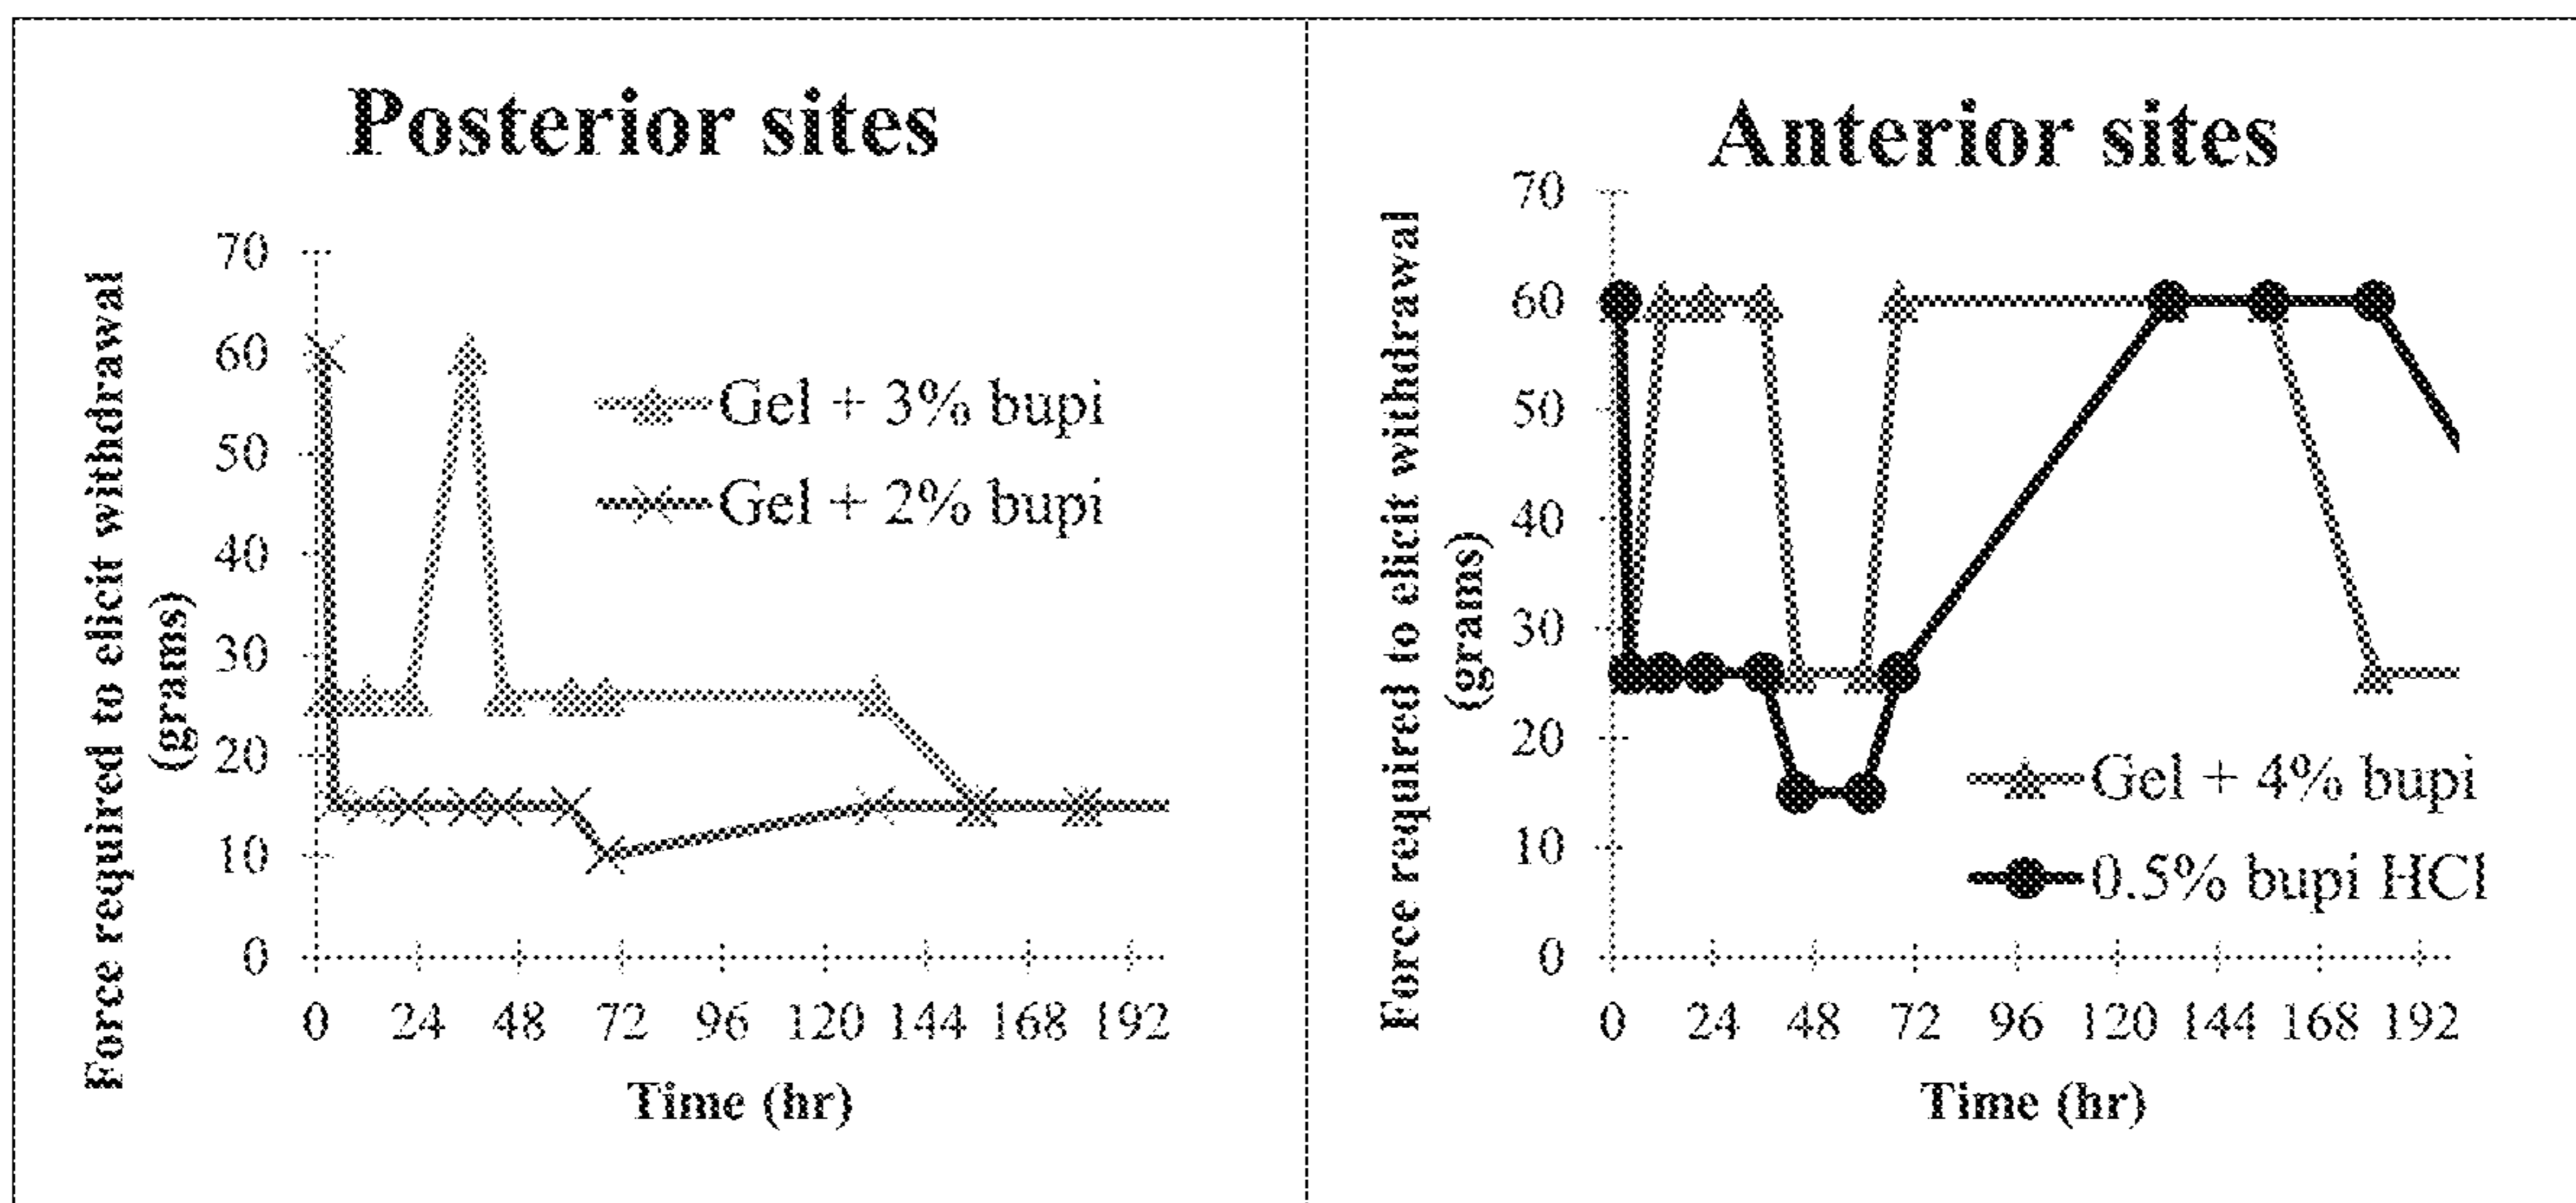 Posterior sites
Force required to elicit withdrawal
(grams)
70
60
50
40
30
20
10
0
Gel + 3% bupi
Gel + 2% bupi
0 24 48 72 96 120 144 168 192
Time (hr)
Anterior sites
Force required to elicit withdrawal
(grams)
70
60
50
40
30
20
10
0
Gel + 4% bupi
0.5% bupi HCl
0 24 48 72 96 120 144 168 192
Time (hr)